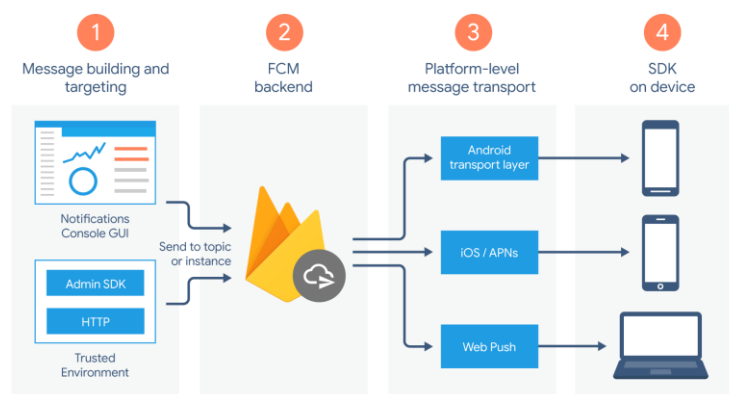 1
Message building and
targeting
2
FCM
backend
3
Platform-level
message transport
4
SDK
on device
Notifications
Console GUI
Send to topic
or instance
Admin SDK
HTTP
Trusted
Environment
Android
transport layer
iOS / APNs
Web Push